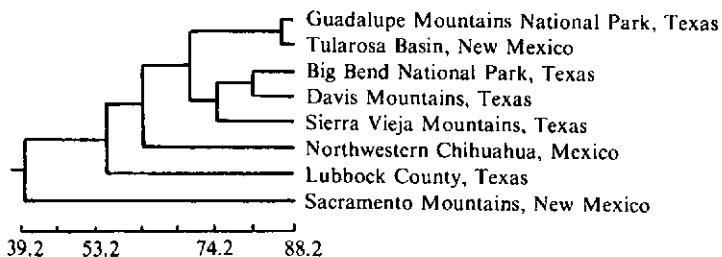 Guadalupe Mountains National Park, Texas
Tularosa Basin, New Mexico
Big Bend National Park, Texas
Davis Mountains, Texas
Sierra Vieja Mountains, Texas
Northwestern Chihuahua, Mexico
Lubbock County, Texas
Sacramento Mountains, New Mexico
39.2 53.2 74.2 88.2